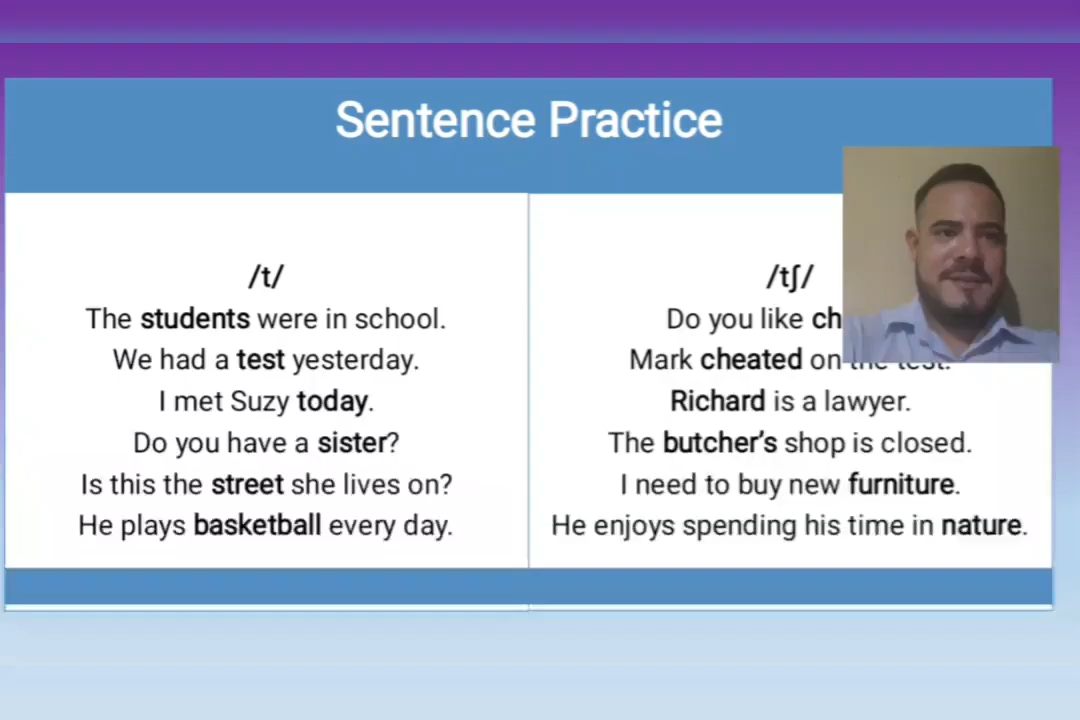 Sentence Practice
/t/
The students were in school.
We had a test yesterday.
I met Suzy today.
Do you have a sister?
Is this the street she lives on?
He plays basketball every day.
/tʃ/
Do you like ch
Mark cheated on the test.
Richard is a lawyer.
The butcher’s shop is closed.
I need to buy new furniture.
He enjoys spending his time in nature.